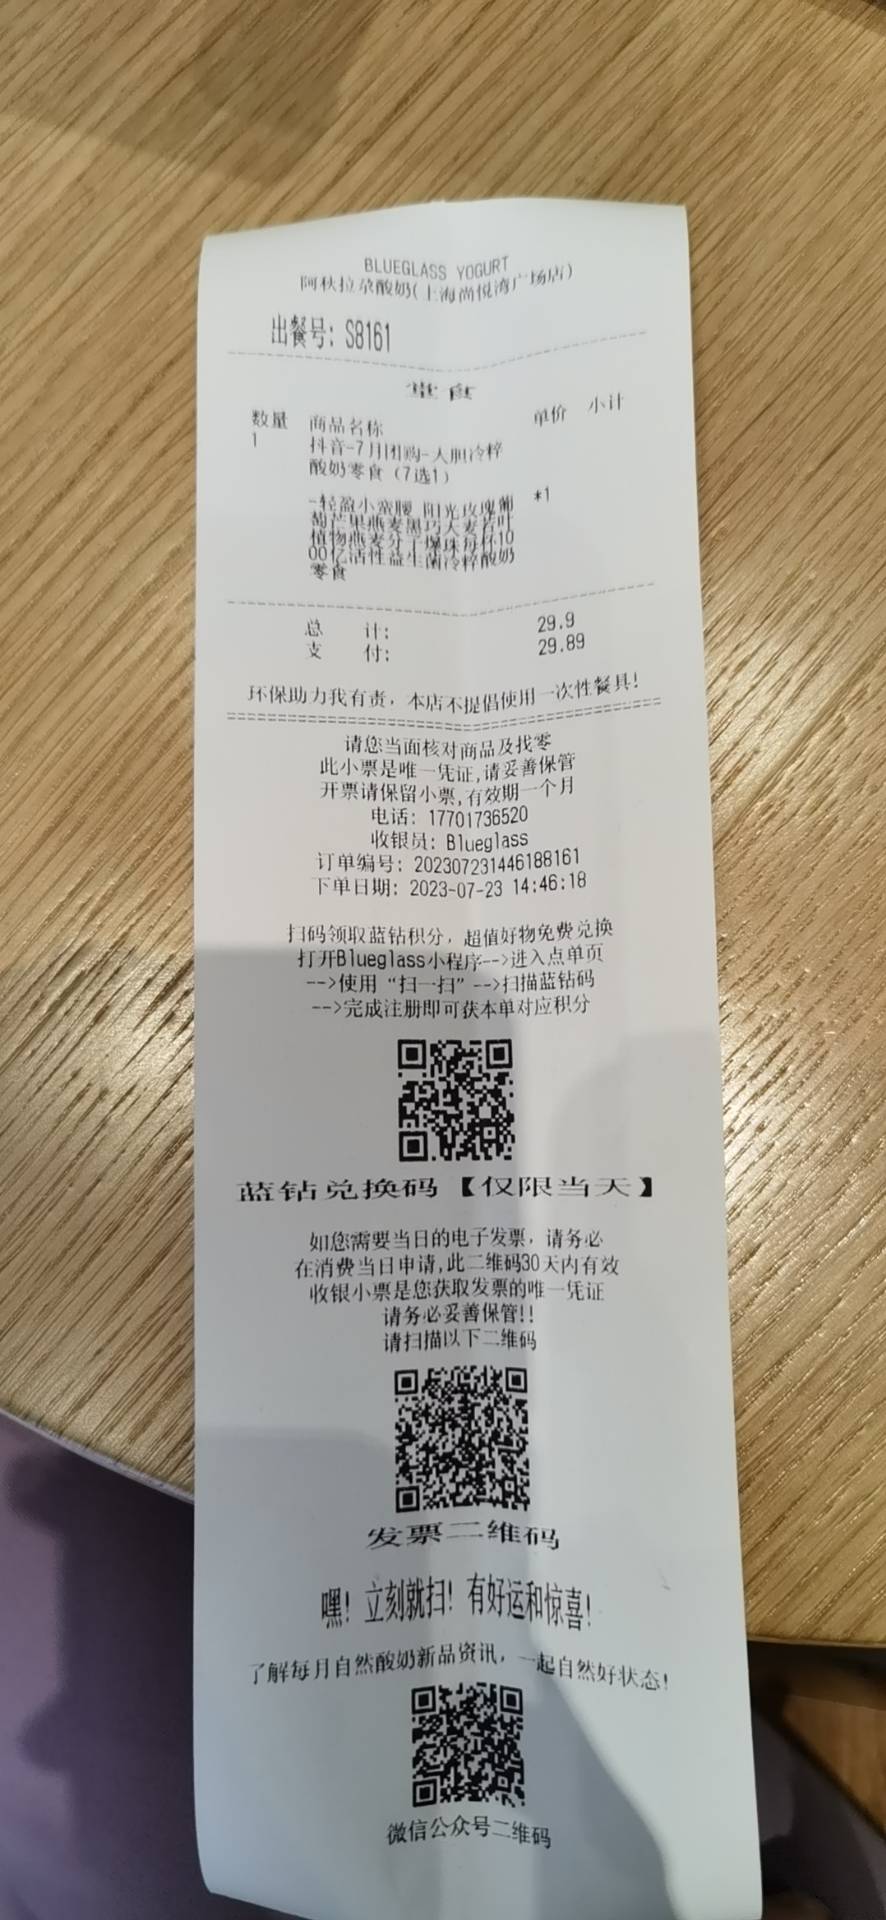 BLUEGLASS YOGURT
阿秋拉尕酸奶(上海尚悦湾广场店)
出餐号: S8161
堂食
数量 商品名称 单价 小计
1 抖音-7月团购-大胆冷粹
酸奶零食（7选1）
-轻盈小蛮腰 阳光玫瑰葡 *1
萄芒果燕麦黑巧大麦若叶
植物燕麦分子爆珠每杯10
00亿活性益生菌冷粹酸奶
零食
总 计: 29.9
支 付: 29.89
环保助力我有责，本店不提倡使用一次性餐具!
请您当面核对商品及找零
此小票是唯一凭证,请妥善保管
开票请保留小票,有效期一个月
电话: 17701736520
收银员: Blueglass
订单编号: 202307231446188161
下单日期: 2023-07-23 14:46:18
扫码领取蓝钻积分，超值好物免费兑换
打开Blueglass小程序-->进入点单页
-->使用“扫一扫”-->扫描蓝钻码
-->完成注册即可获本单对应积分
蓝钻兑换码【仅限当天】
如您需要当日的电子发票，请务必
在消费当日申请,此二维码30天内有效
收银小票是您获取发票的唯一凭证
请务必妥善保管!!
请扫描以下二维码
发票二维码
嘿! 立刻就扫! 有好运和惊喜!
了解每月自然酸奶新品资讯，一起自然好状态!
微信公众号二维码